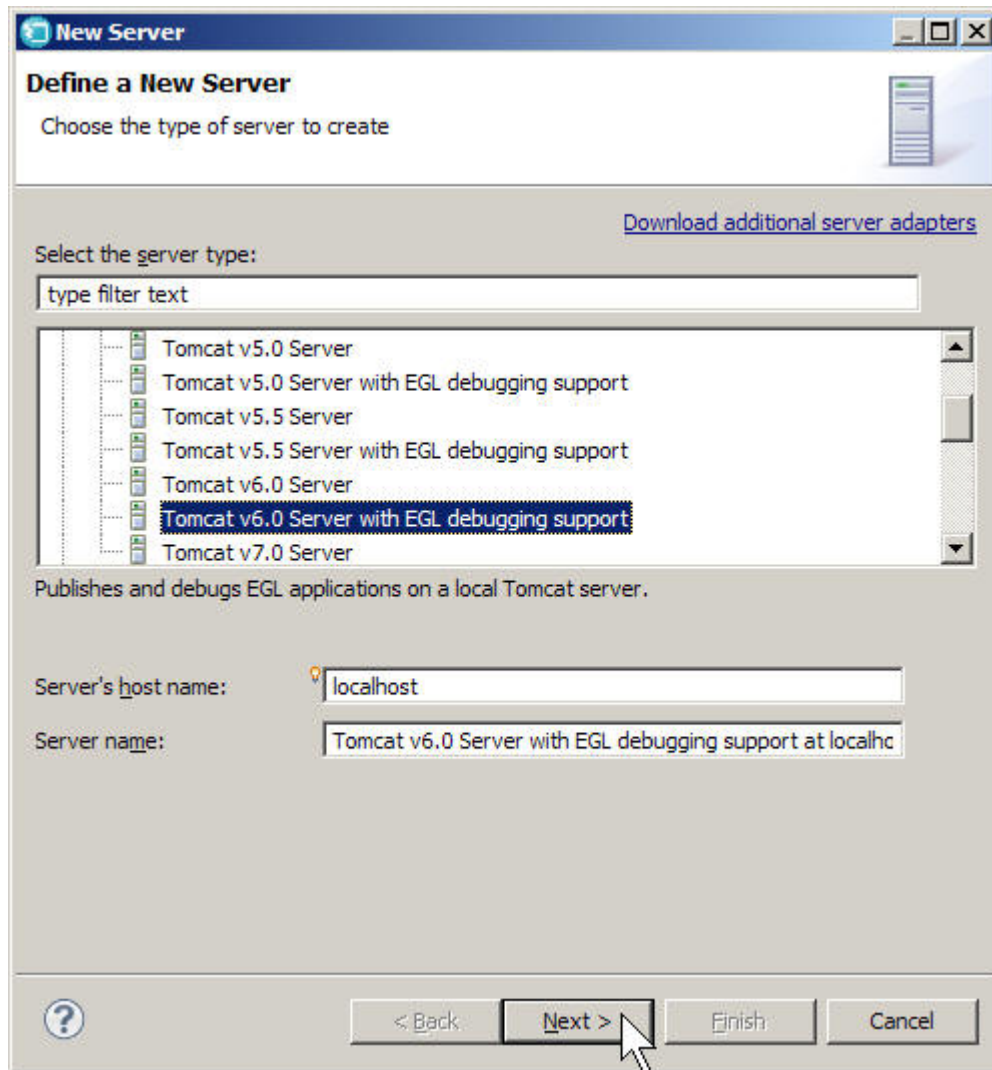 New Server
Define a New Server
Choose the type of server to create
Download additional server adapters
Select the server type:
type filter text
Tomcat v5.0 Server
Tomcat v5.0 Server with EGL debugging support
Tomcat v5.5 Server
Tomcat v5.5 Server with EGL debugging support
Tomcat v6.0 Server
Tomcat v6.0 Server with EGL debugging support
Tomcat v7.0 Server
Publishes and debugs EGL applications on a local Tomcat server.
Server's host name: localhost
Server name: Tomcat v6.0 Server with EGL debugging support at localhc
? < Back Next > Finish Cancel